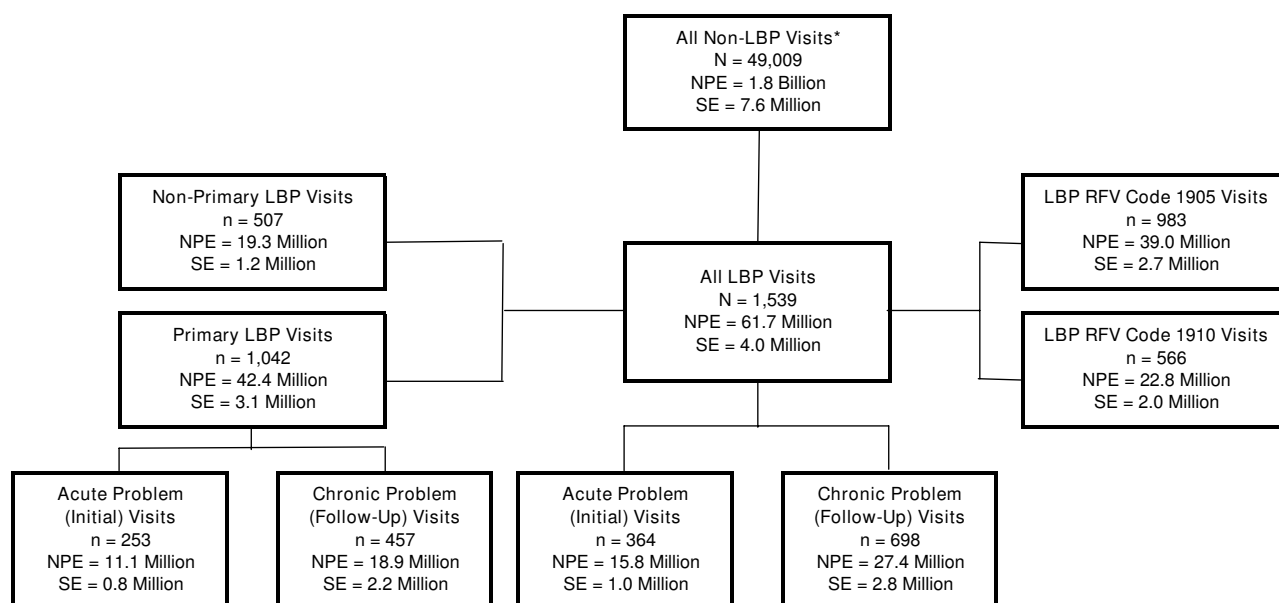 All Non-LBP Visits*
N = 49,009
NPE = 1.8 Billion
SE = 7.6 Million
Non-Primary LBP Visits
n = 507
NPE = 19.3 Million
SE = 1.2 Million
LBP RFV Code 1905 Visits
n = 983
NPE = 39.0 Million
SE = 2.7 Million
All LBP Visits
N = 1,539
NPE = 61.7 Million
SE = 4.0 Million
Primary LBP Visits
n = 1,042
NPE = 42.4 Million
SE = 3.1 Million
LBP RFV Code 1910 Visits
n = 566
NPE = 22.8 Million
SE = 2.0 Million
Acute Problem
(Initial) Visits
n = 253
NPE = 11.1 Million
SE = 0.8 Million
Chronic Problem
(Follow-Up) Visits
n = 457
NPE = 18.9 Million
SE = 2.2 Million
Acute Problem
(Initial) Visits
n = 364
NPE = 15.8 Million
SE = 1.0 Million
Chronic Problem
(Follow-Up) Visits
n = 698
NPE = 27.4 Million
SE = 2.8 Million